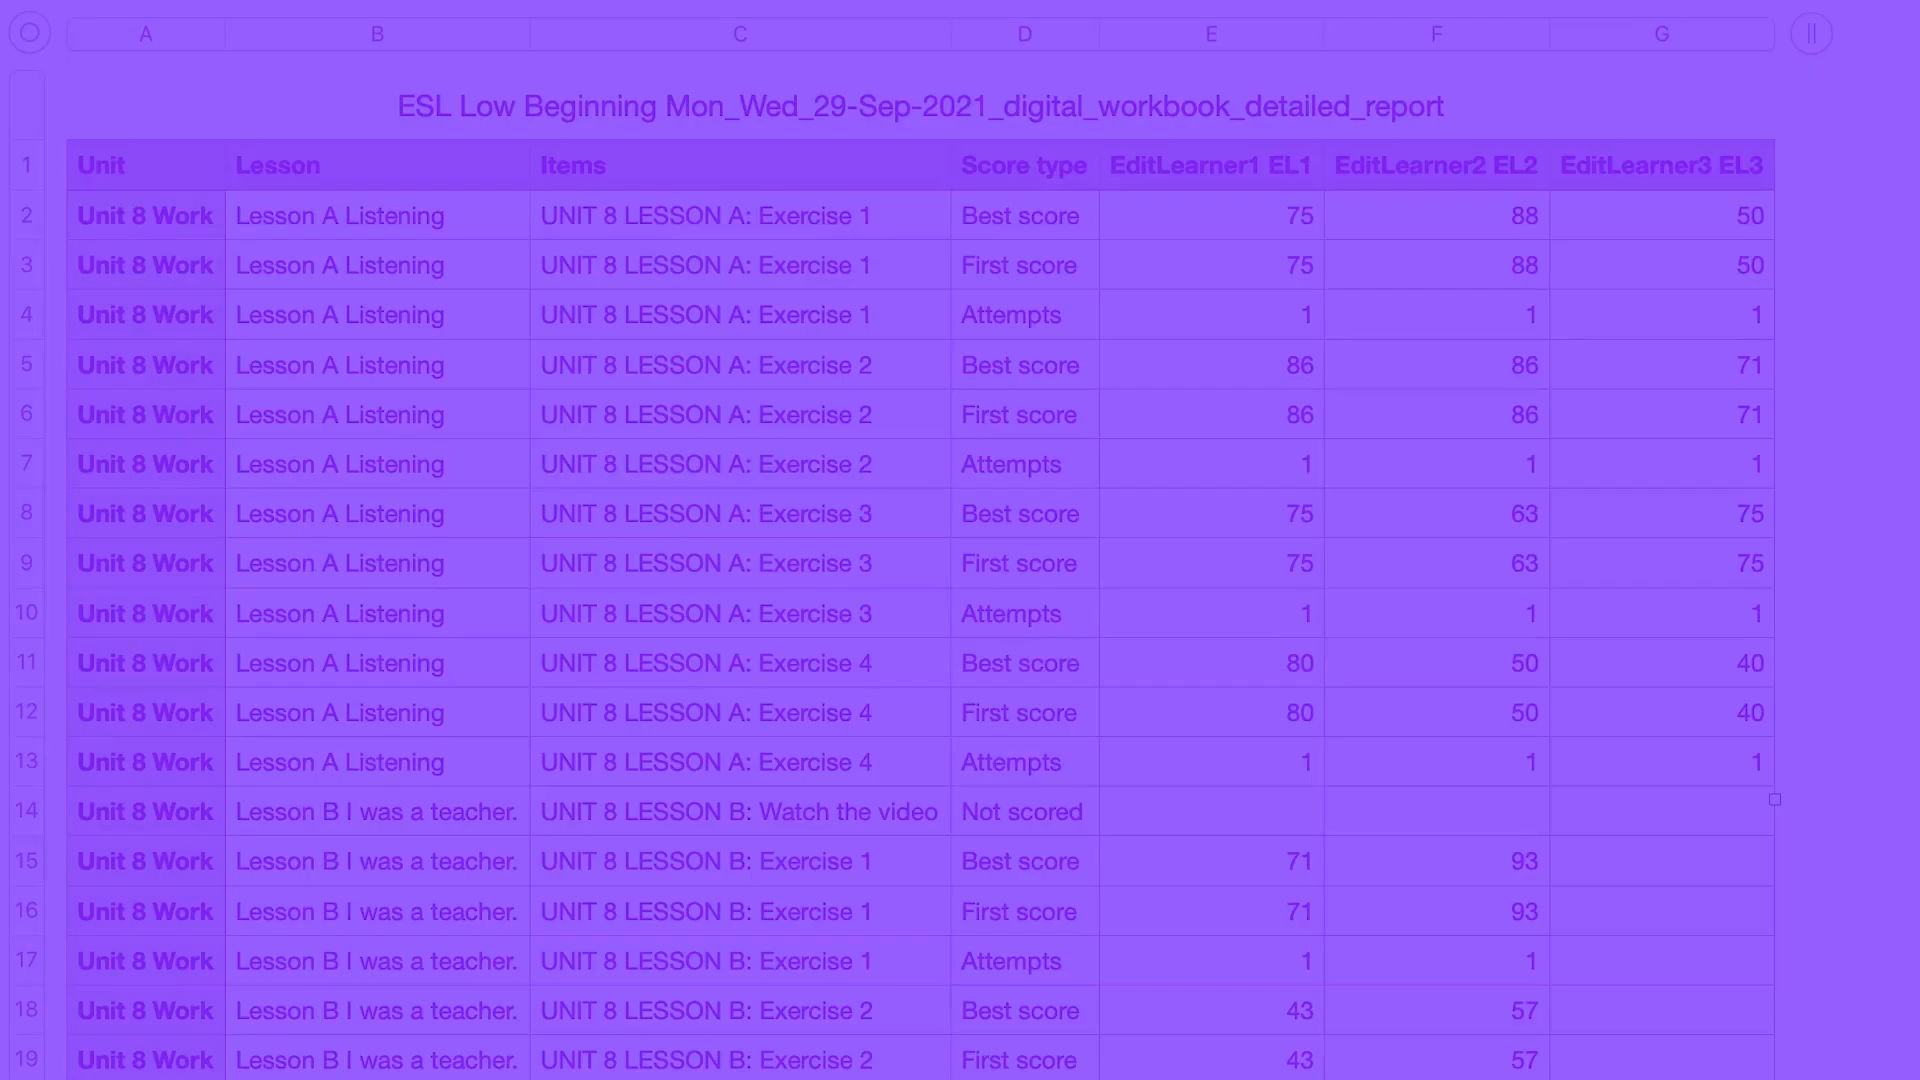 A B C D E F G
ESL Low Beginning Mon_Wed_29-Sep-2021_digital_workbook_detailed_report
1 Unit Lesson Items Score type EditLearner1 EL1 EditLearner2 EL2 EditLearner3 EL3
2 Unit 8 Work Lesson A Listening UNIT 8 LESSON A: Exercise 1 Best score 75 88 50
3 Unit 8 Work Lesson A Listening UNIT 8 LESSON A: Exercise 1 First score 75 88 50
4 Unit 8 Work Lesson A Listening UNIT 8 LESSON A: Exercise 1 Attempts 1 1 1
5 Unit 8 Work Lesson A Listening UNIT 8 LESSON A: Exercise 2 Best score 86 86 71
6 Unit 8 Work Lesson A Listening UNIT 8 LESSON A: Exercise 2 First score 86 86 71
7 Unit 8 Work Lesson A Listening UNIT 8 LESSON A: Exercise 2 Attempts 1 1 1
8 Unit 8 Work Lesson A Listening UNIT 8 LESSON A: Exercise 3 Best score 75 63 75
9 Unit 8 Work Lesson A Listening UNIT 8 LESSON A: Exercise 3 First score 75 63 75
10 Unit 8 Work Lesson A Listening UNIT 8 LESSON A: Exercise 3 Attempts 1 1 1
11 Unit 8 Work Lesson A Listening UNIT 8 LESSON A: Exercise 4 Best score 80 50 40
12 Unit 8 Work Lesson A Listening UNIT 8 LESSON A: Exercise 4 First score 80 50 40
13 Unit 8 Work Lesson A Listening UNIT 8 LESSON A: Exercise 4 Attempts 1 1 1
14 Unit 8 Work Lesson B I was a teacher. UNIT 8 LESSON B: Watch the video Not scored
15 Unit 8 Work Lesson B I was a teacher. UNIT 8 LESSON B: Exercise 1 Best score 71 93
16 Unit 8 Work Lesson B I was a teacher. UNIT 8 LESSON B: Exercise 1 First score 71 93
17 Unit 8 Work Lesson B I was a teacher. UNIT 8 LESSON B: Exercise 1 Attempts 1 1
18 Unit 8 Work Lesson B I was a teacher. UNIT 8 LESSON B: Exercise 2 Best score 43 57
19 Unit 8 Work Lesson B I was a teacher. UNIT 8 LESSON B: Exercise 2 First score 43 57